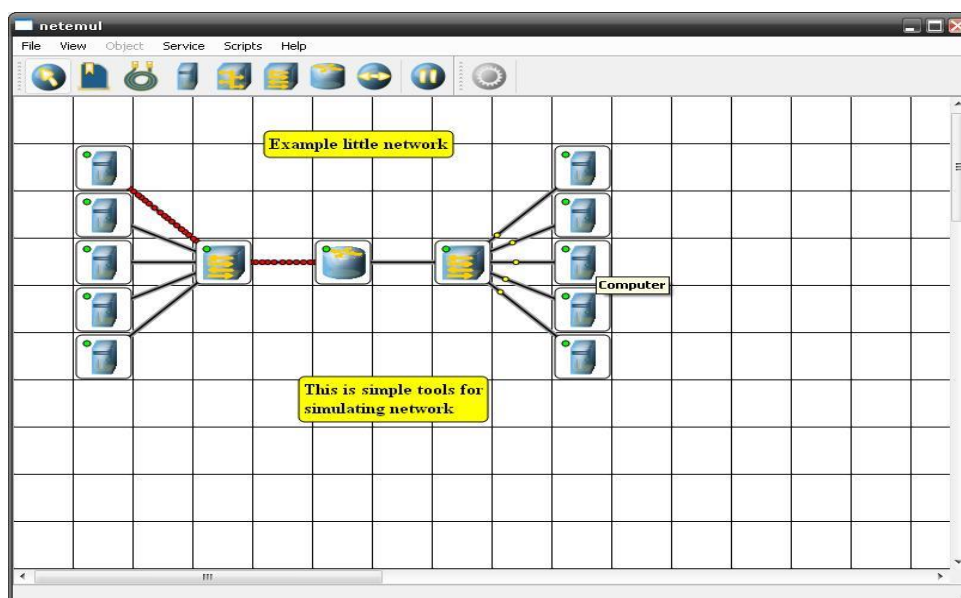 netemul
File View Object Service Scripts Help
Example little network
Computer
This is simple tools for
simulating network